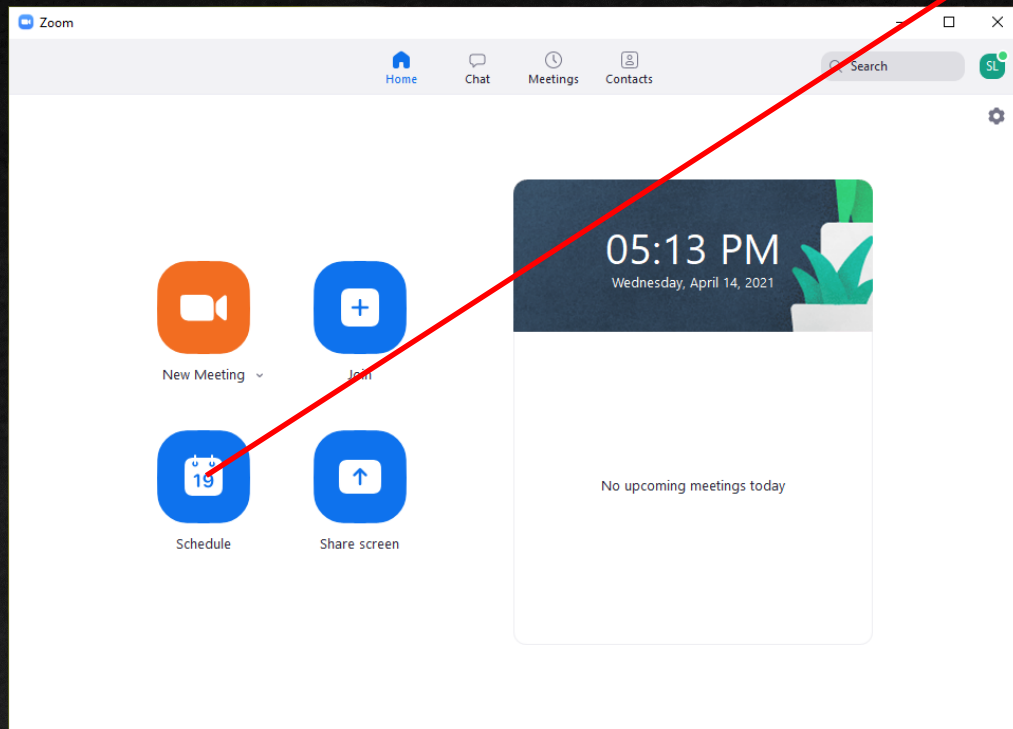 Zoom
Home Chat Meetings Contacts
Search
SL
05:13 PM
Wednesday, April 14, 2021
New Meeting
Join
19
Schedule
Share screen
No upcoming meetings today